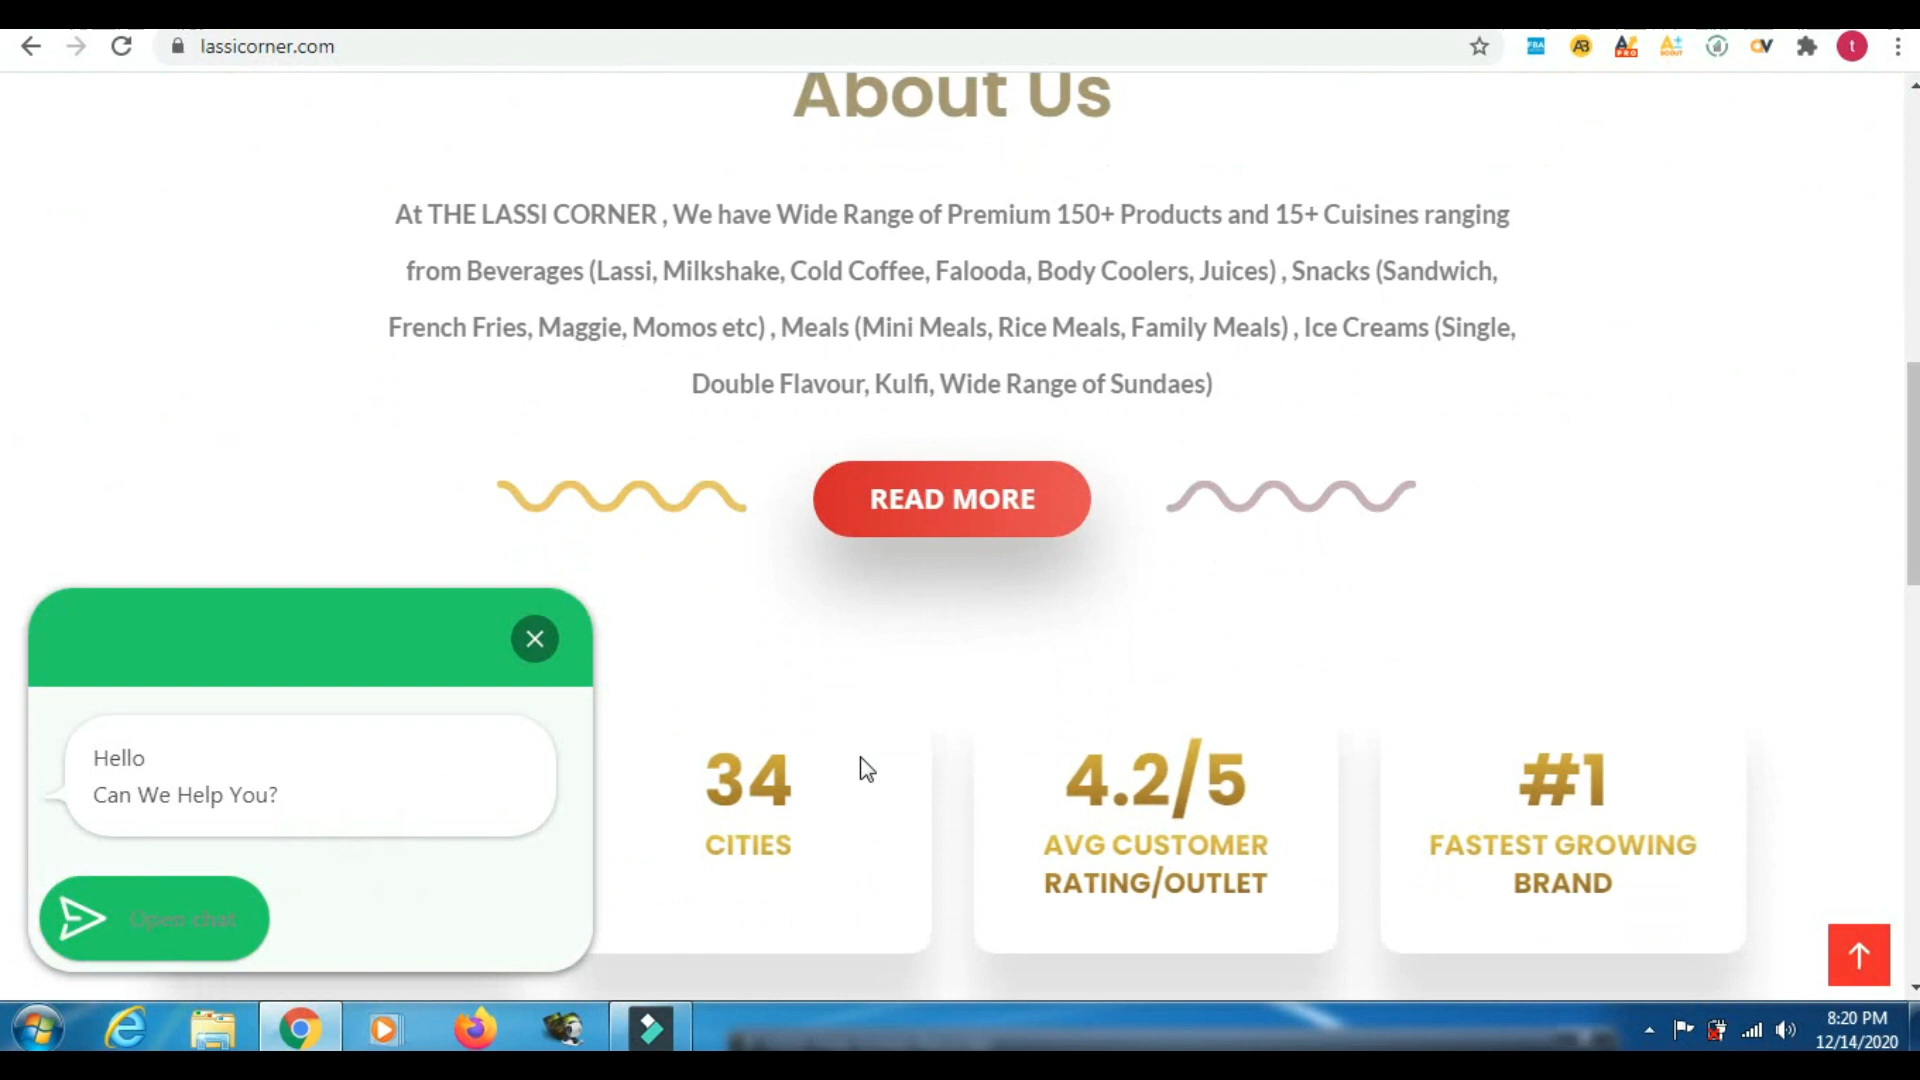 lassicorner.com
About Us
At THE LASSI CORNER , We have Wide Range of Premium 150+ Products and 15+ Cuisines ranging
from Beverages (Lassi, Milkshake, Cold Coffee, Falooda, Body Coolers, Juices) , Snacks (Sandwich,
French Fries, Maggie, Momos etc) , Meals (Mini Meals, Rice Meals, Family Meals) , Ice Creams (Single,
Double Flavour, Kulfi, Wide Range of Sundaes)
READ MORE
Hello
Can We Help You?
Open chat
34
CITIES
4.2/5
AVG CUSTOMER
RATING/OUTLET
#1
FASTEST GROWING
BRAND
8:20 PM
12/14/2020